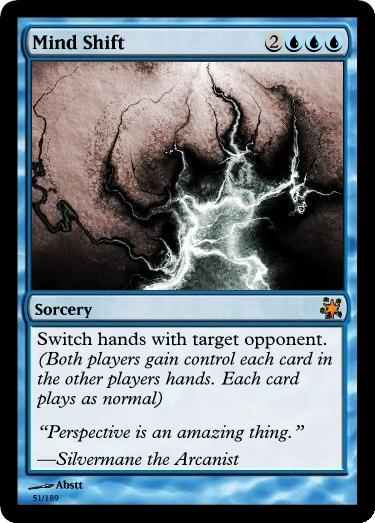 Mind Shift 2
Sorcery
Switch hands with target opponent.
(Both players gain control each card in
the other players hands. Each card
plays as normal)
“Perspective is an amazing thing.”
—Silvermane the Arcanist
Abstt
51/189